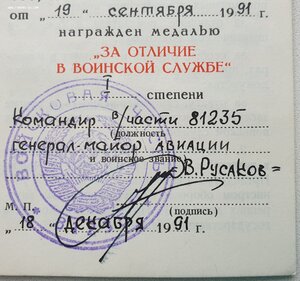 от "19" сентября 1991 г.
награжден медалью
"ЗА ОТЛИЧИЕ
В ВОИНСКОЙ СЛУЖБЕ"
I
степени
Командир в/части 81235
(должность
генерал-майор авиации
и воинское звание)
В. Русаков
М. П. (подпись)
"18" декабря 1991 г.
ВОЙСКОВАЯ